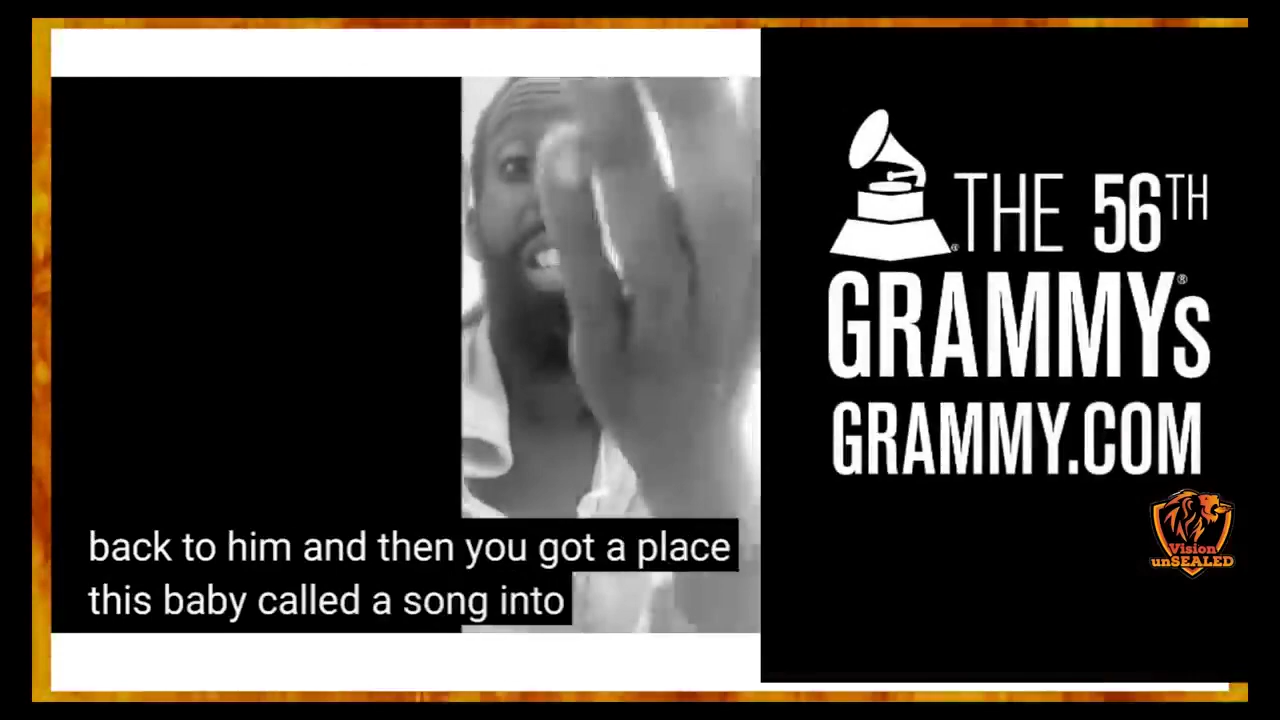 THE 56TH
GRAMMYs®
GRAMMY.COM
Vision
unSEALED
back to him and then you got a place
this baby called a song into